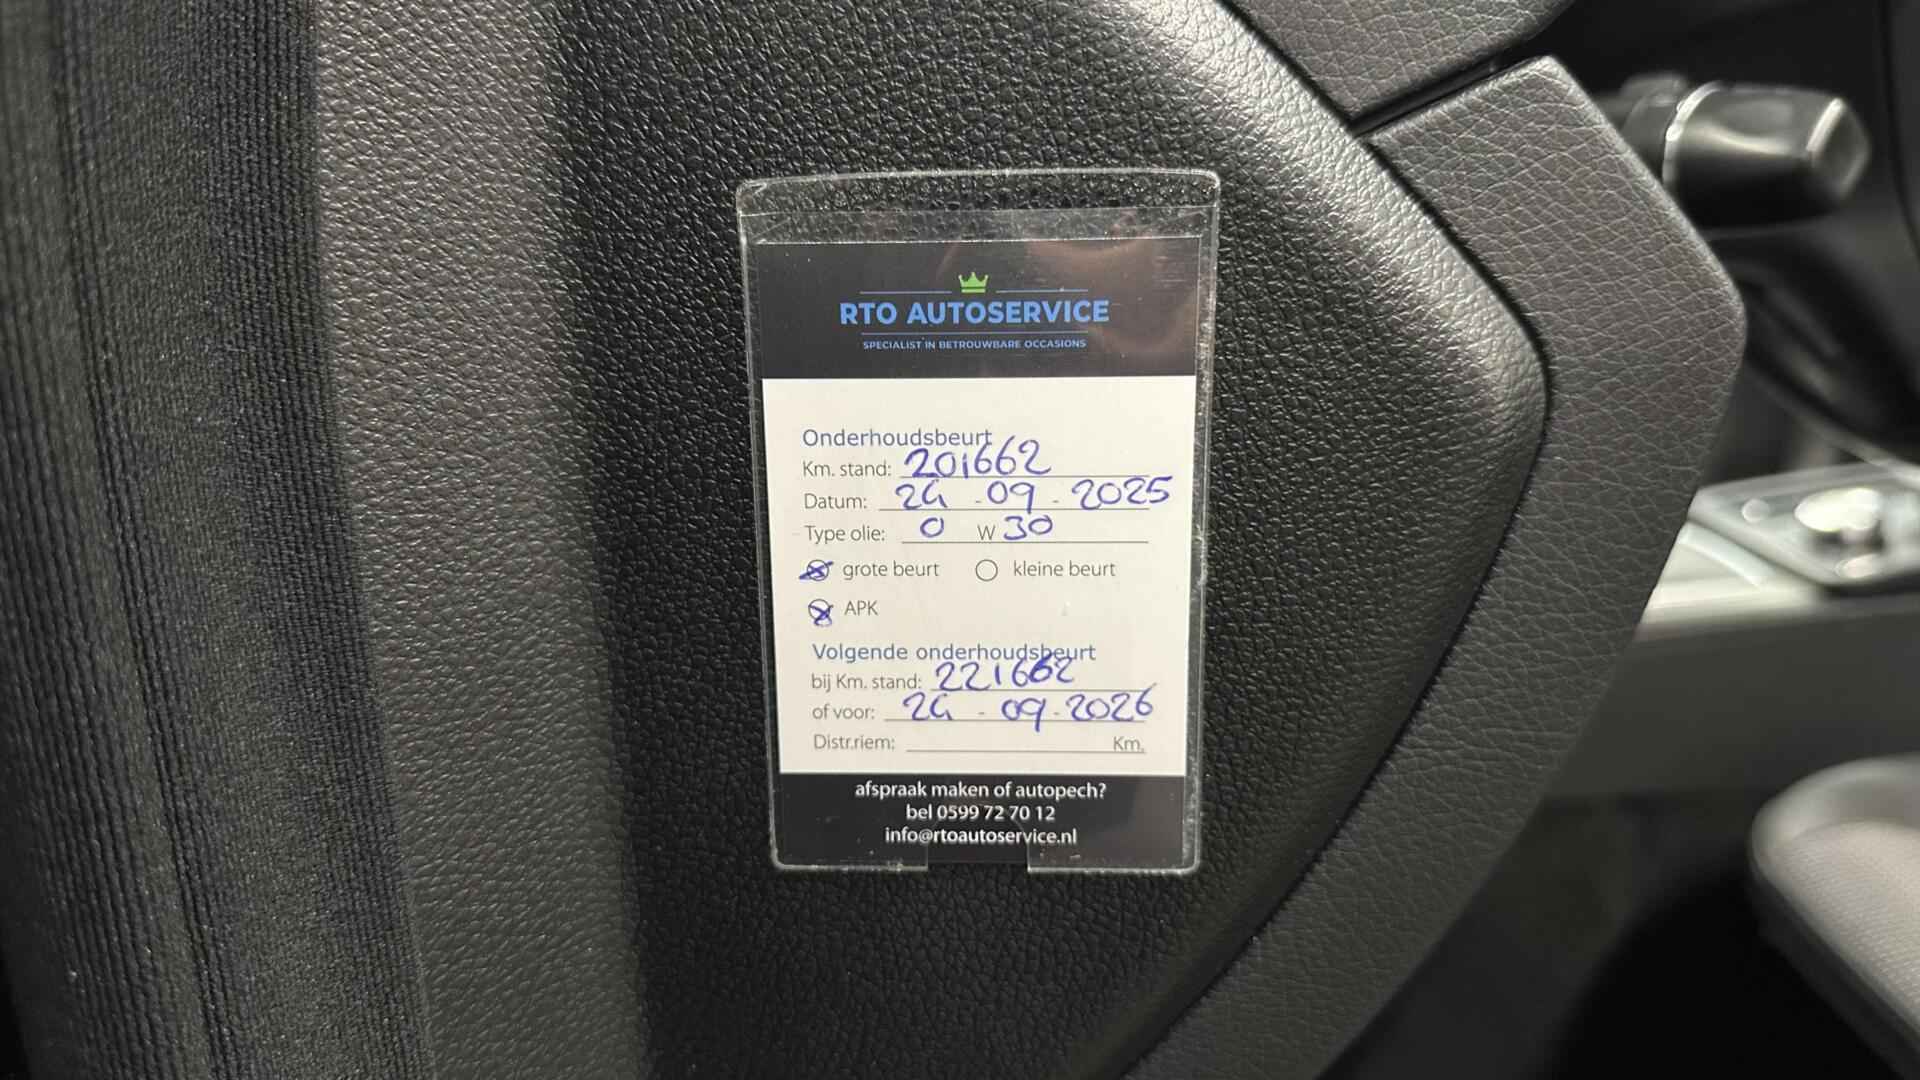 RTO AUTOSERVICE
SPECIALIST IN BETROUWBARE OCCASIONS
Onderhoudsbeurt
Km. stand: 201662
Datum: 24 - 09 - 2025
Type olie: 0 W 30
grote beurt kleine beurt
APK
Volgende onderhoudsbeurt
bij Km. stand: 221662
of voor: 24 - 09 - 2026
Distr.riem: Km.
afspraak maken of autopech?
bel 0599 72 70 12
info@rtoautoservice.nl